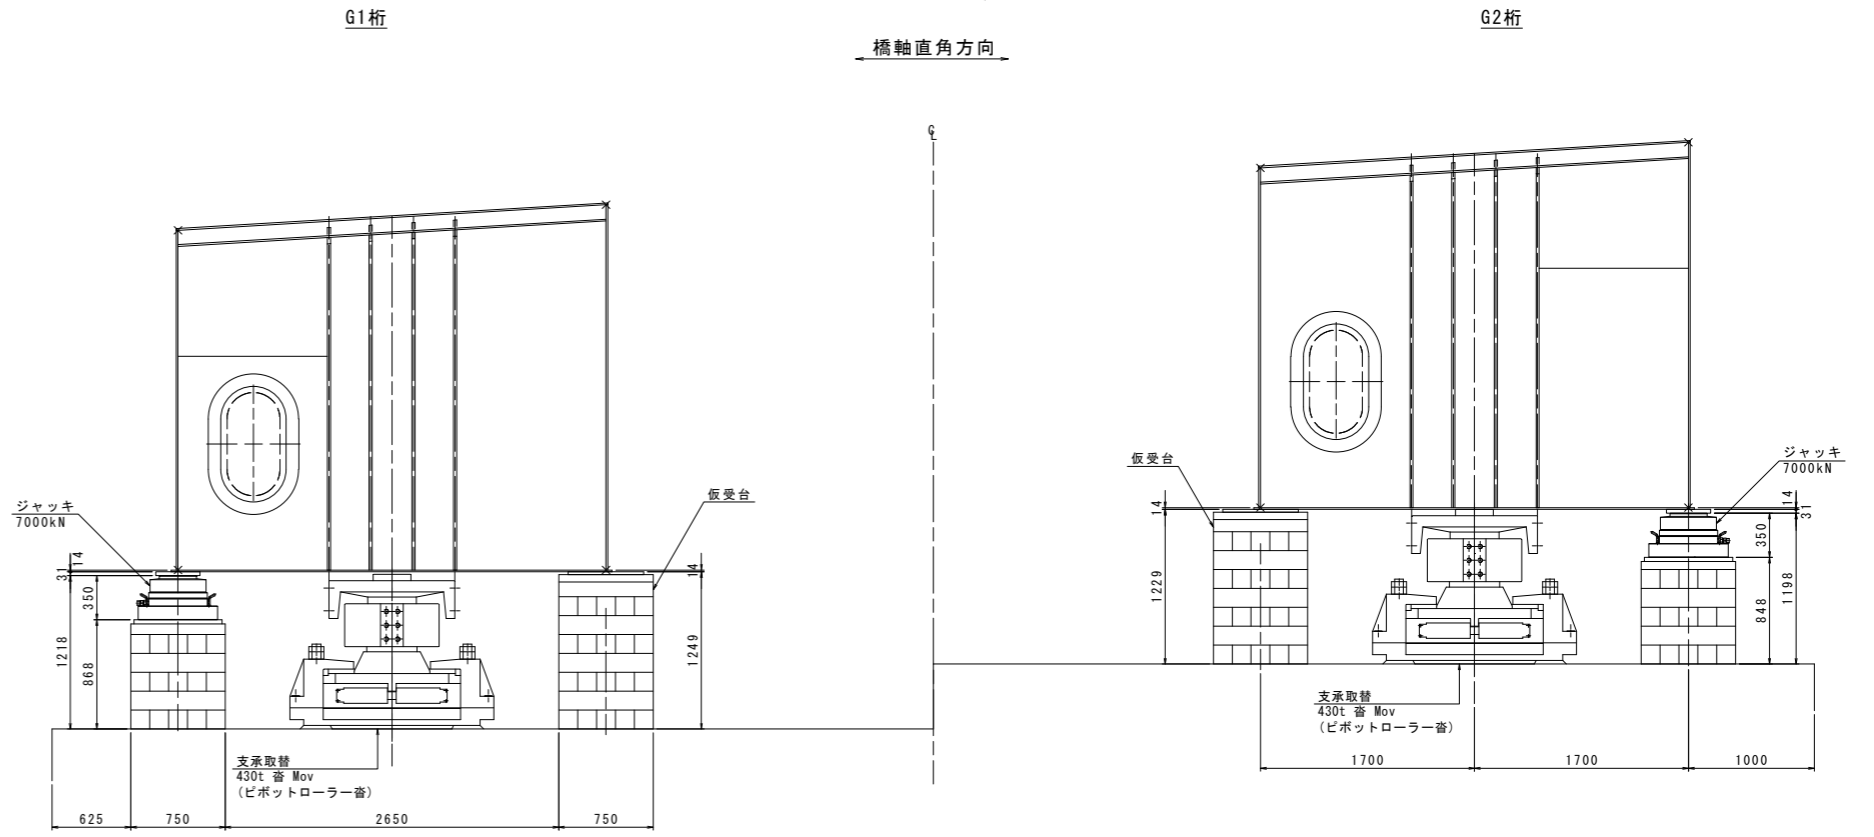 G1桁
G2桁
橋軸直角方向
℄
ジャッキ
7000kN
仮受台
14
31
350
1218
868
14
1249
支承取替
430t 沓 Mov
(ピボットローラー沓)
625
750
2650
750
仮受台
ジャッキ
7000kN
14
1229
14
31
350
1198
848
支承取替
430t 沓 Mov
(ピボットローラー沓)
1700
1700
1000